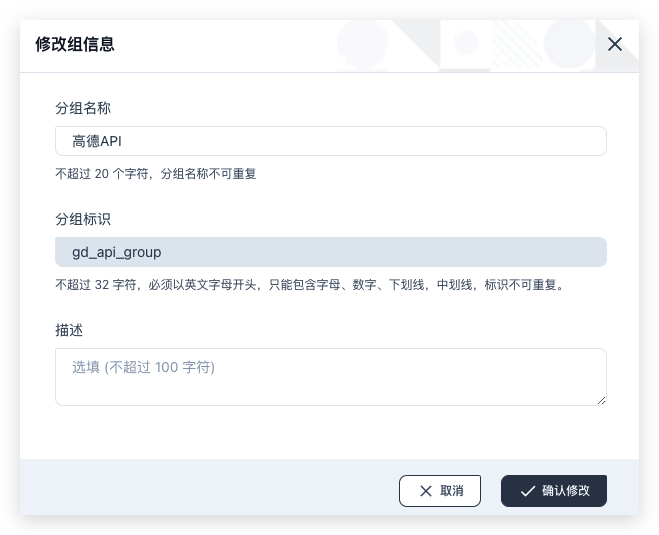 修改组信息
分组名称
高德API
不超过 20 个字符，分组名称不可重复
分组标识
gd_api_group
不超过 32 字符，必须以英文字母开头，只能包含字母、数字、下划线，中划线，标识不可重复。
描述
选填 (不超过 100 字符)
取消
确认修改